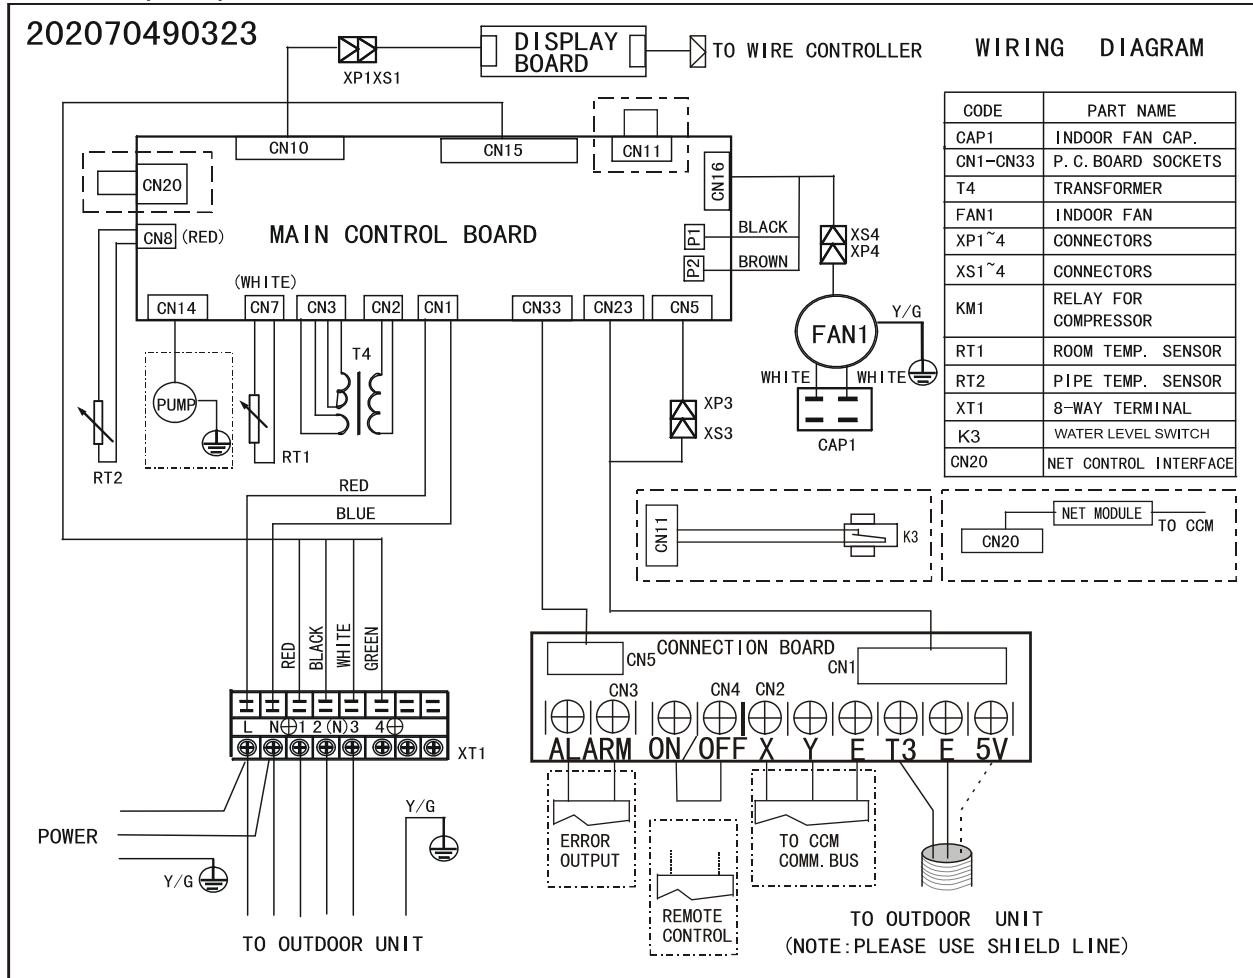 202070490323
DISPLAY
BOARD
TO WIRE CONTROLLER
WIRING DIAGRAM
XP1XS1
CODE PART NAME
CAP1 INDOOR FAN CAP.
CN1-CN33 P.C.BOARD SOCKETS
T4 TRANSFORMER
FAN1 INDOOR FAN
XP1~4 CONNECTORS
XS1~4 CONNECTORS
KM1 RELAY FOR
COMPRESSOR
RT1 ROOM TEMP. SENSOR
RT2 PIPE TEMP. SENSOR
XT1 8-WAY TERMINAL
K3 WATER LEVEL SWITCH
CN20 NET CONTROL INTERFACE
CN10
CN15
CN11
CN16
CN20
CN8 (RED)
MAIN CONTROL BOARD
P1
BLACK
P2
BROWN
XS4
XP4
(WHITE)
CN14
CN7
CN3
CN2
CN1
CN33
CN23
CN5
FAN1
Y/G
WHITE
WHITE
CAP1
T4
PUMP
RT2
RT1
XP3
XS3
RED
BLUE
CN11
K3
NET MODULE
TO CCM
CN20
RED
BLACK
WHITE
GREEN
L N 1 2(N)3 4
XT1
CONNECTION BOARD
CN5
CN1
CN3
CN4
CN2
ALARM ON/OFF X Y E T3 E 5V
POWER
Y/G
Y/G
TO OUTDOOR UNIT
ERROR
OUTPUT
REMOTE
CONTROL
TO CCM
COMM.BUS
TO OUTDOOR UNIT
(NOTE:PLEASE USE SHIELD LINE)